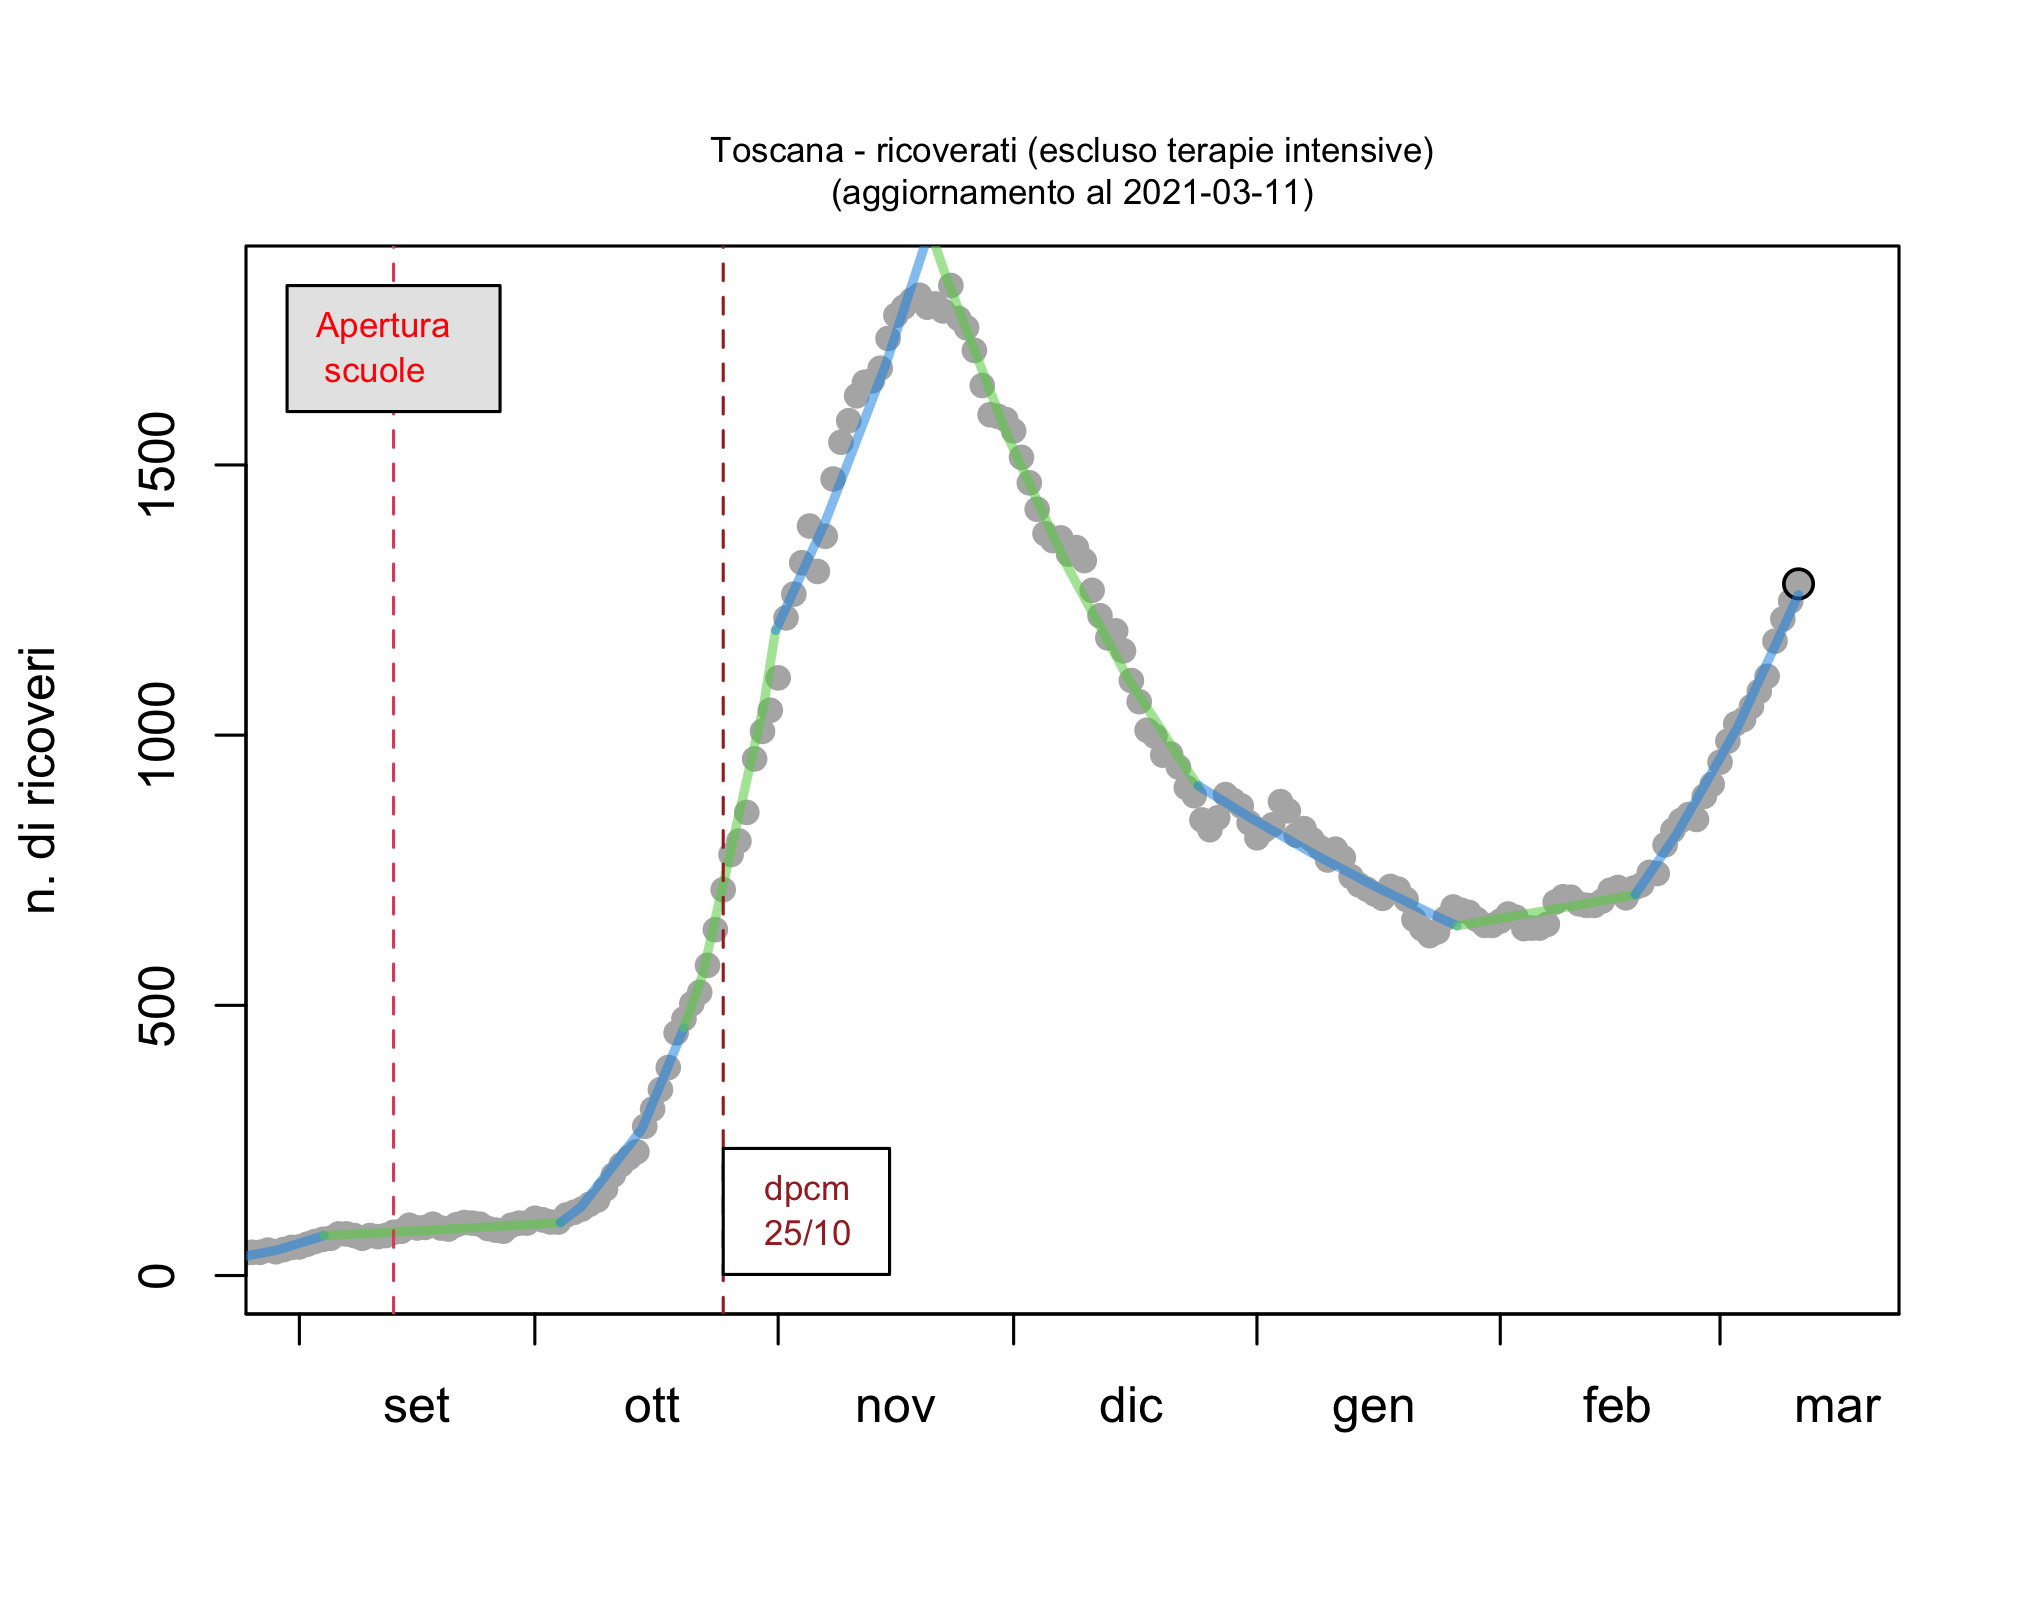 Toscana - ricoverati (escluso terapie intensive)
(aggiornamento al 2021-03-11)
Apertura
scuole
n. di ricoveri
1500
1000
500
0
dpcm
25/10
set ott nov dic gen feb mar